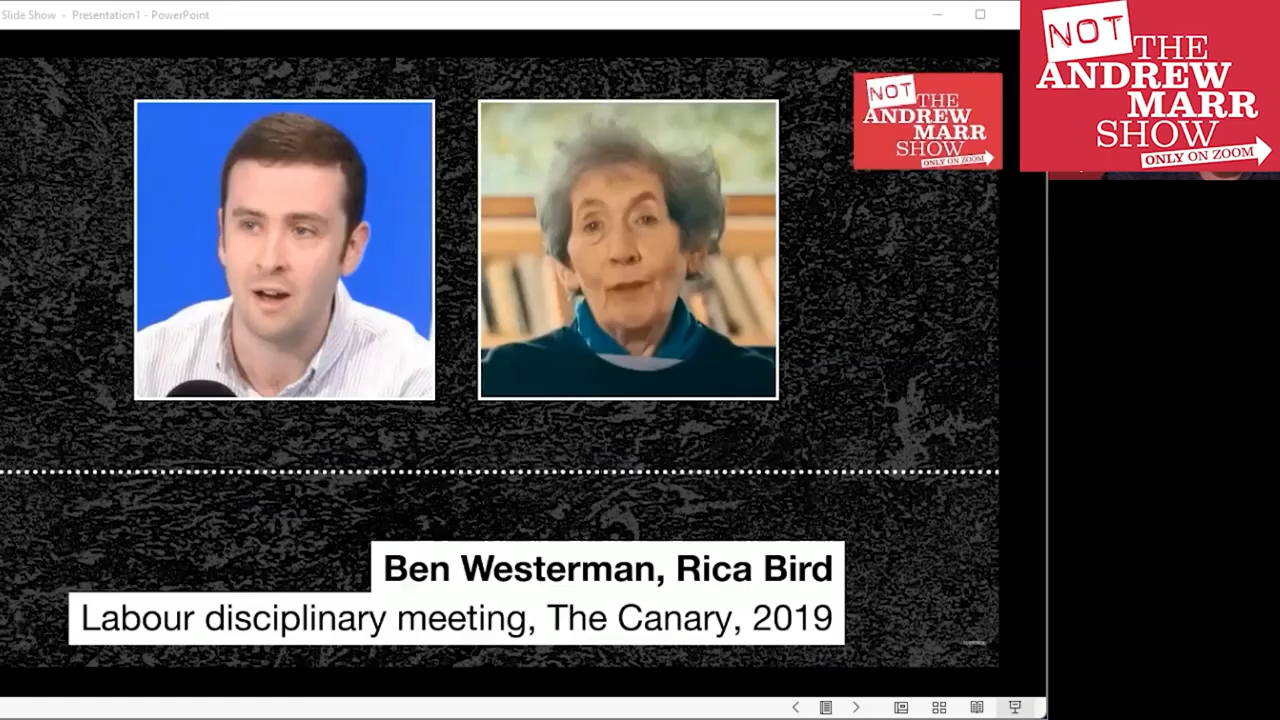 Slide Show - Presentation1 - PowerPoint
NOT
THE
ANDREW
MARR
SHOW
ONLY ON ZOOM
NOT
THE
ANDREW
MARR
SHOW
ONLY ON ZOOM
Ben Westerman, Rica Bird
Labour disciplinary meeting, The Canary, 2019